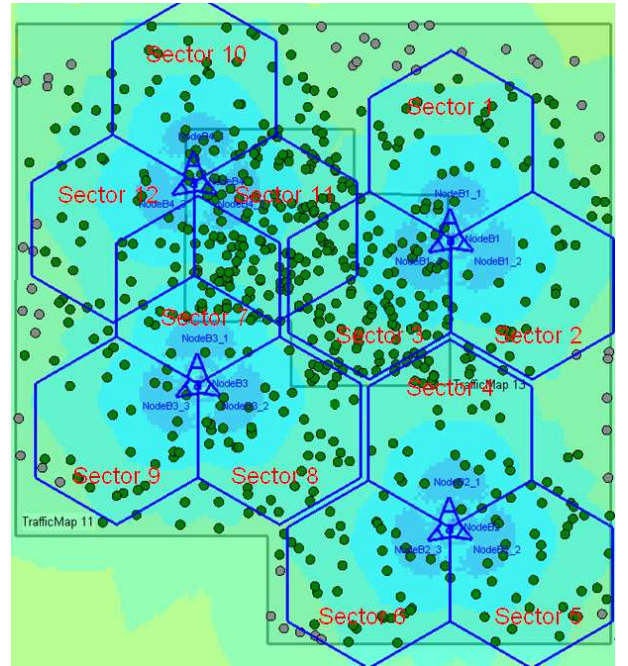 Sector 10
Sector 1
NodeB4_1
NodeB4
Sector 12
Sector 11
NodeB1_1
NodeB1
NodeB1_2
Sector 7
Sector 3
Sector 2
NodeB3_1
NodeB3
Sector 4
TrafficMap 13
NodeB3_3
NodeB3_2
Sector 9
Sector 8
NodeB2_1
TrafficMap 11
NodeB2
NodeB2_3
NodeB2_2
Sector 6
Sector 5